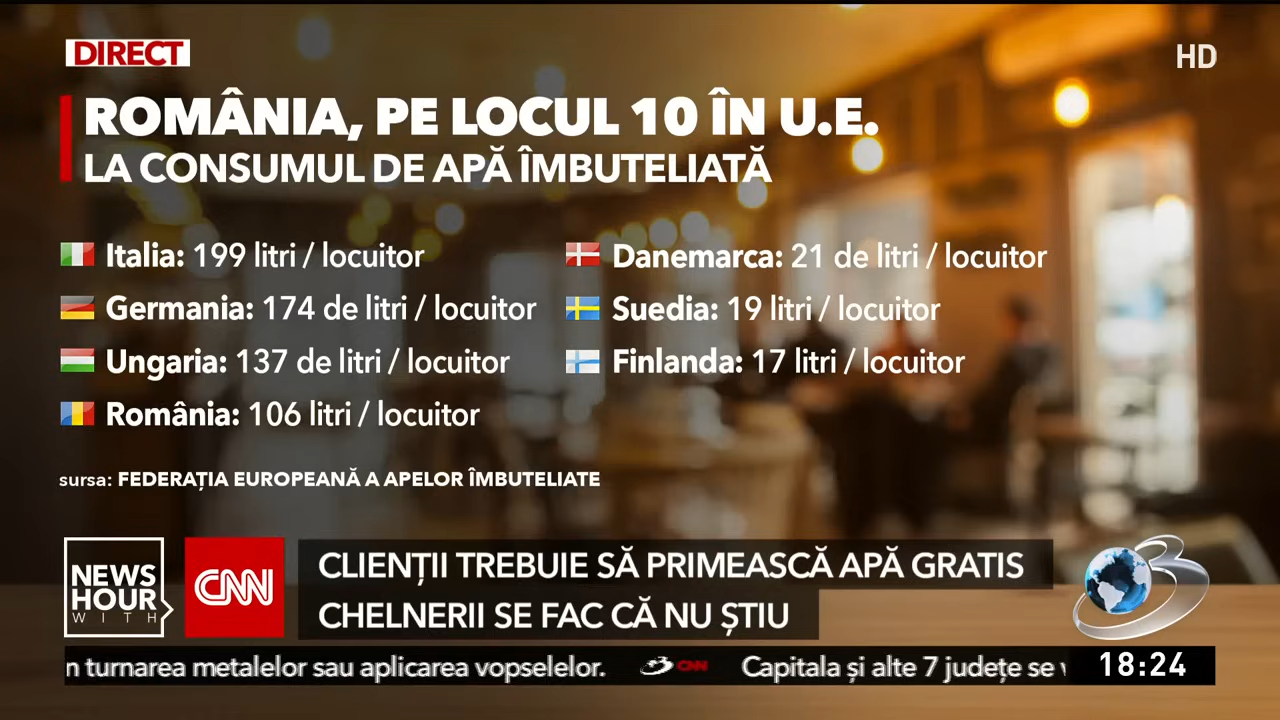 DIRECT
HD
ROMÂNIA, PE LOCUL 10 ÎN U.E.
LA CONSUMUL DE APĂ ÎMBUTELIATĂ
Italia: 199 litri / locuitor
Germania: 174 de litri / locuitor
Ungaria: 137 de litri / locuitor
România: 106 litri / locuitor
Danemarca: 21 de litri / locuitor
Suedia: 19 litri / locuitor
Finlanda: 17 litri / locuitor
sursa: FEDERAȚIA EUROPEANĂ A APELOR ÎMBUTELIATE
NEWS
HOUR
WITH
CNN
CLIENȚII TREBUIE SĂ PRIMEASCĂ APĂ GRATIS
CHELNERII SE FAC CĂ NU ȘTIU
3
n turnarea metalelor sau aplicarea vopselelor. 3 CNN Capitala și alte 7 județe se v
18:24